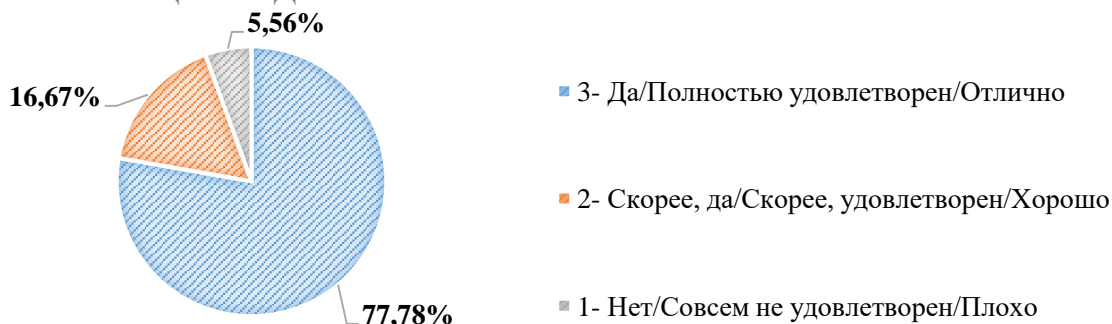 5,56%
16,67%
77,78%
3- Да/Полностью удовлетворен/Отлично
2- Скорее, да/Скорее, удовлетворен/Хорошо
1- Нет/Совсем не удовлетворен/Плохо